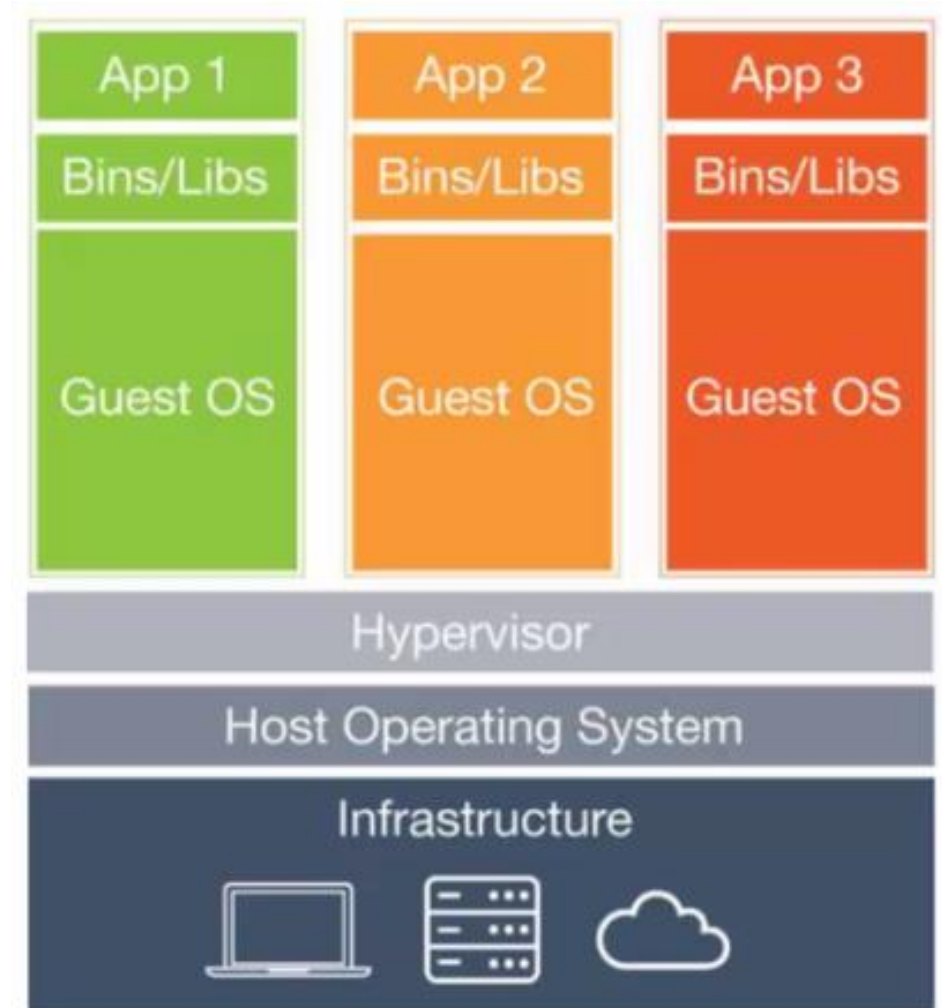 App 1
App 2
App 3
Bins/Libs
Bins/Libs
Bins/Libs
Guest OS
Guest OS
Guest OS
Hypervisor
Host Operating System
Infrastructure